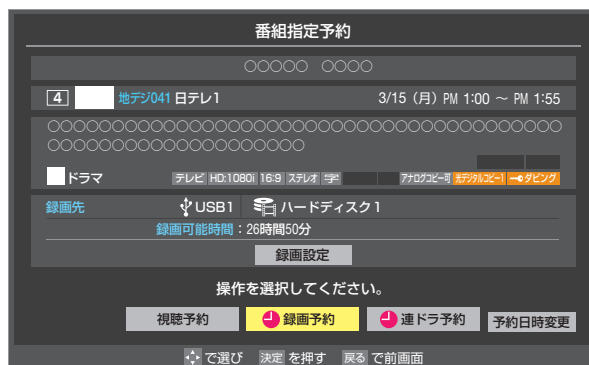 番組指定予約
○○○○○ ○○○○
4 地デジ041 日テレ1 3/15（月）PM 1:00 ～ PM 1:55
○○○○○○○○○○○○○○○○○○○○○○○○○○○○○○○○○○○○○○○○
○○○○○○○○○○○○○○○○○○○○
ドラマ テレビ HD:1080i 16:9 ステレオ 字 アナログコピー可 光デジタルコピー1 ダビング
録画先 USB1 ハードディスク1
録画可能時間：26時間50分
録画設定
操作を選択してください。
視聴予約 録画予約 連ドラ予約 予約日時変更
で選び 決定 を押す 戻る で前画面